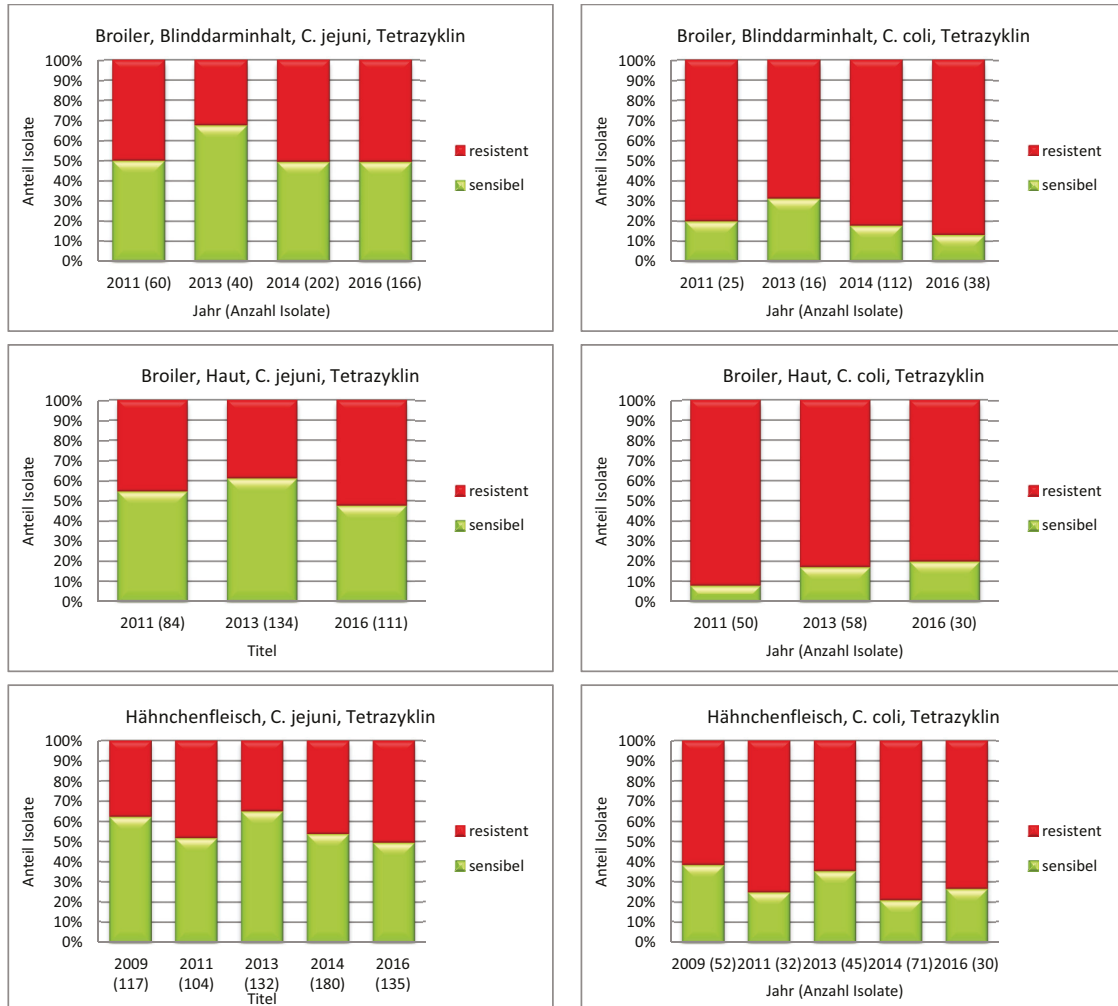 Broiler, Blinddarminhalt, C. jejuni, Tetrazyklin
Anteil Isolate
100%
90%
80%
70%
60%
50%
40%
30%
20%
10%
0%
2011 (60) 2013 (40) 2014 (202) 2016 (166)
Jahr (Anzahl Isolate)
resistent
sensibel
Broiler, Blinddarminhalt, C. coli, Tetrazyklin
Anteil Isolate
100%
90%
80%
70%
60%
50%
40%
30%
20%
10%
0%
2011 (25) 2013 (16) 2014 (112) 2016 (38)
Jahr (Anzahl Isolate)
resistent
sensibel
Broiler, Haut, C. jejuni, Tetrazyklin
Anteil Isolate
100%
90%
80%
70%
60%
50%
40%
30%
20%
10%
0%
2011 (84) 2013 (134) 2016 (111)
Titel
resistent
sensibel
Broiler, Haut, C. coli, Tetrazyklin
Anteil Isolate
100%
90%
80%
70%
60%
50%
40%
30%
20%
10%
0%
2011 (50) 2013 (58) 2016 (30)
Jahr (Anzahl Isolate)
resistent
sensibel
Hähnchenfleisch, C. jejuni, Tetrazyklin
Anteil Isolate
100%
90%
80%
70%
60%
50%
40%
30%
20%
10%
0%
2009 2011 2013 2014 2016
(117) (104) (132) (180) (135)
Titel
resistent
sensibel
Hähnchenfleisch, C. coli, Tetrazyklin
Anteil Isolate
100%
90%
80%
70%
60%
50%
40%
30%
20%
10%
0%
2009 (52) 2011 (32) 2013 (45) 2014 (71) 2016 (30)
Jahr (Anzahl Isolate)
resistent
sensibel